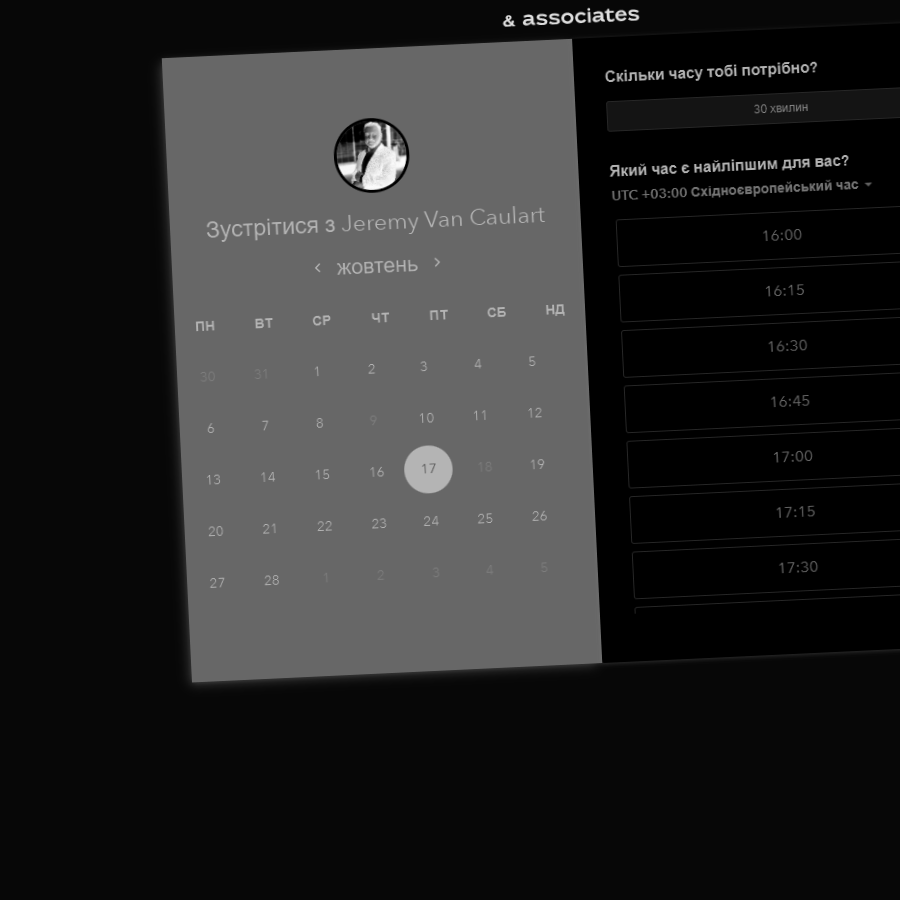 & associates
Зустрітися з Jeremy Van Caulart
жовтень
ПН ВТ СР ЧТ ПТ СБ НД
30 31 1 2 3 4 5
6 7 8 9 10 11 12
13 14 15 16 17 18 19
20 21 22 23 24 25 26
27 28 1 2 3 4 5
Скільки часу тобі потрібно?
30 хвилин
Який час є найліпшим для вас?
UTC +03:00 Східноєвропейський час
16:00
16:15
16:30
16:45
17:00
17:15
17:30